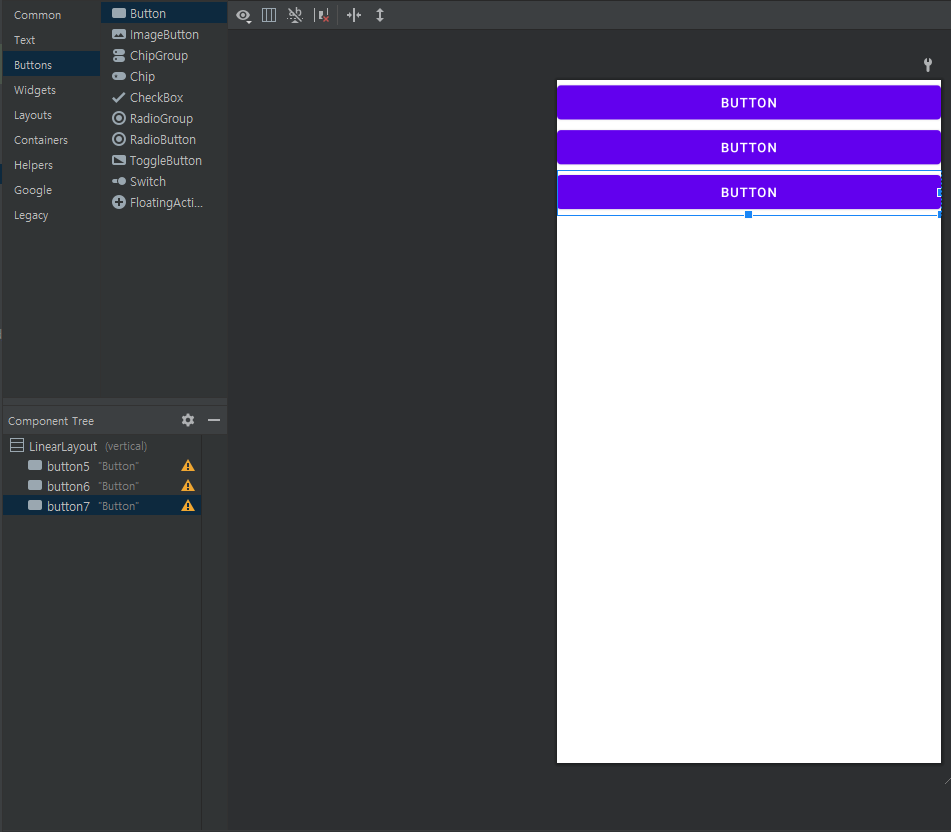 Common
Text
Buttons
Widgets
Layouts
Containers
Helpers
Google
Legacy
Button
ImageButton
ChipGroup
Chip
CheckBox
RadioGroup
RadioButton
ToggleButton
Switch
FloatingActi...
BUTTON
BUTTON
BUTTON
Component Tree
LinearLayout (vertical)
button5 "Button"
button6 "Button"
button7 "Button"